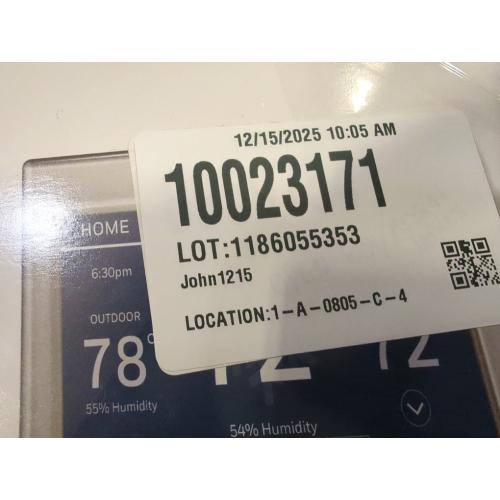 12/15/2025 10:05 AM
10023171
LOT:1186055353
John1215
LOCATION:1-A-0805-C-4
HOME
6:30pm
OUTDOOR
78°
72
55% Humidity
54% Humidity